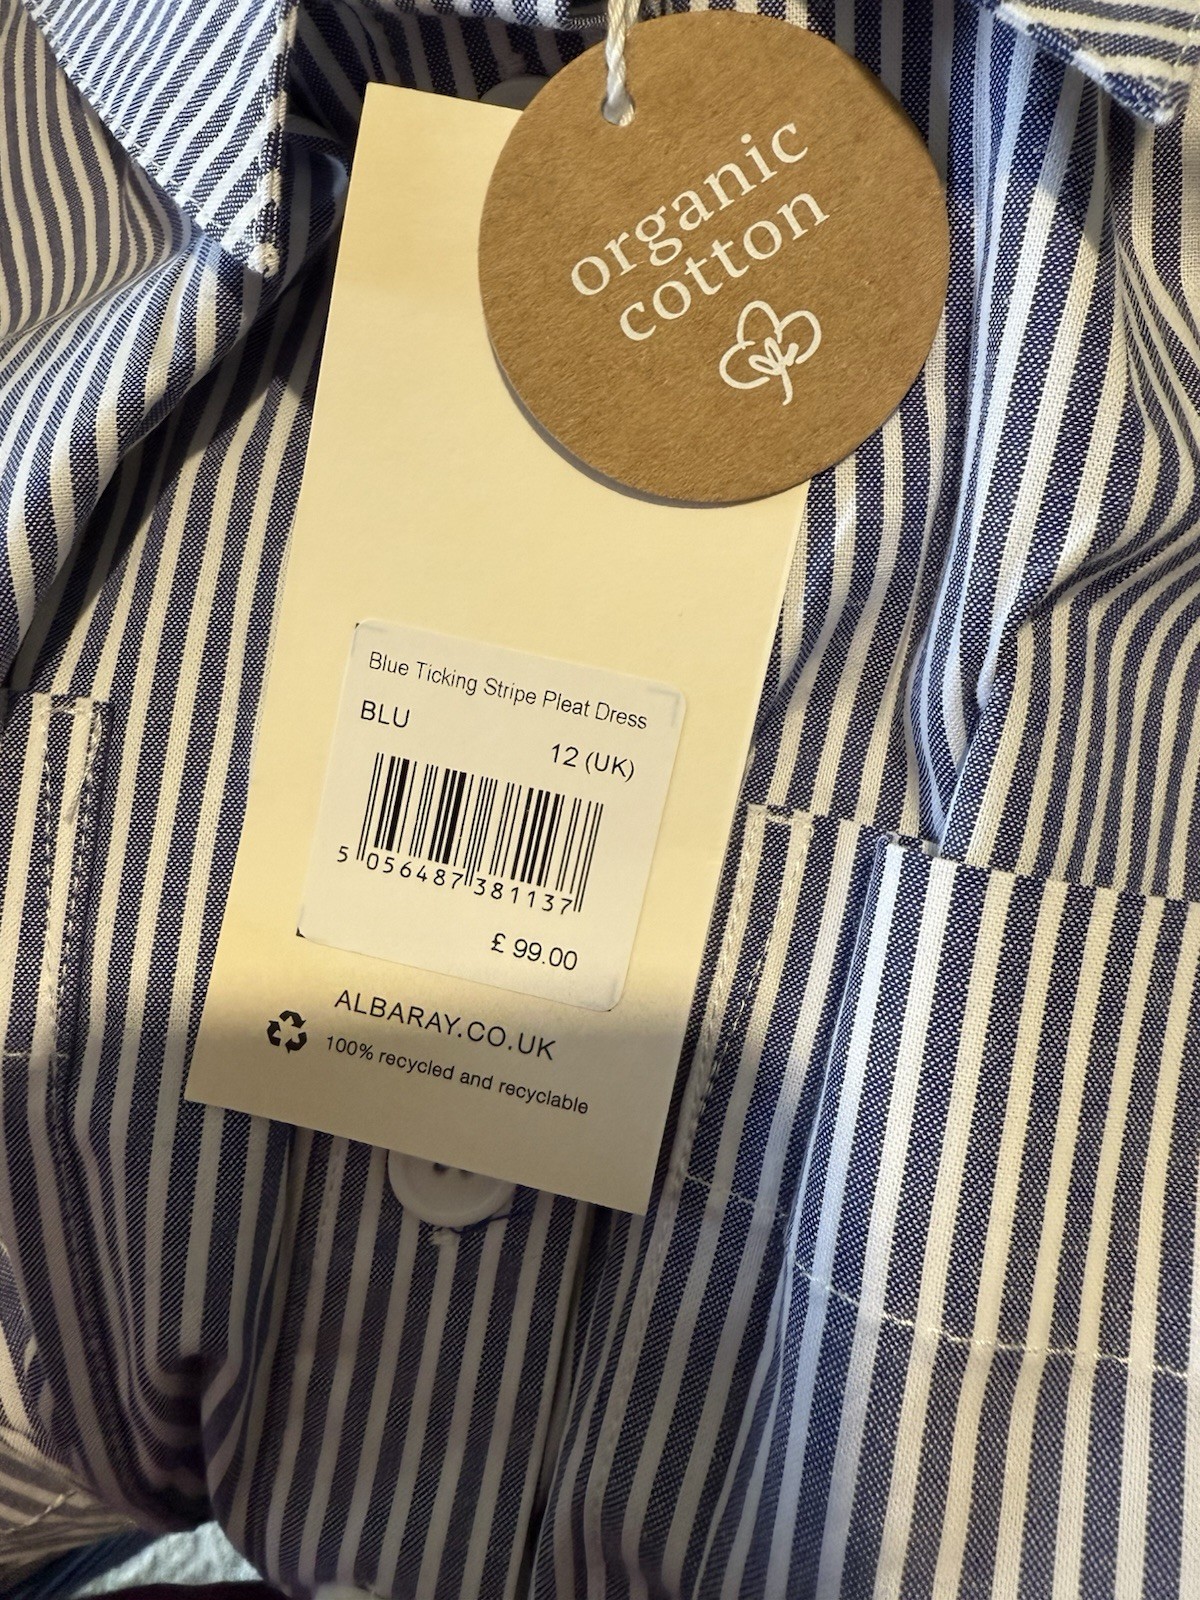 organic
cotton
Blue Ticking Stripe Pleat Dress
BLU
12 (UK)
5 056487 381137
£ 99.00
ALBARAY.CO.UK
100% recycled and recyclable